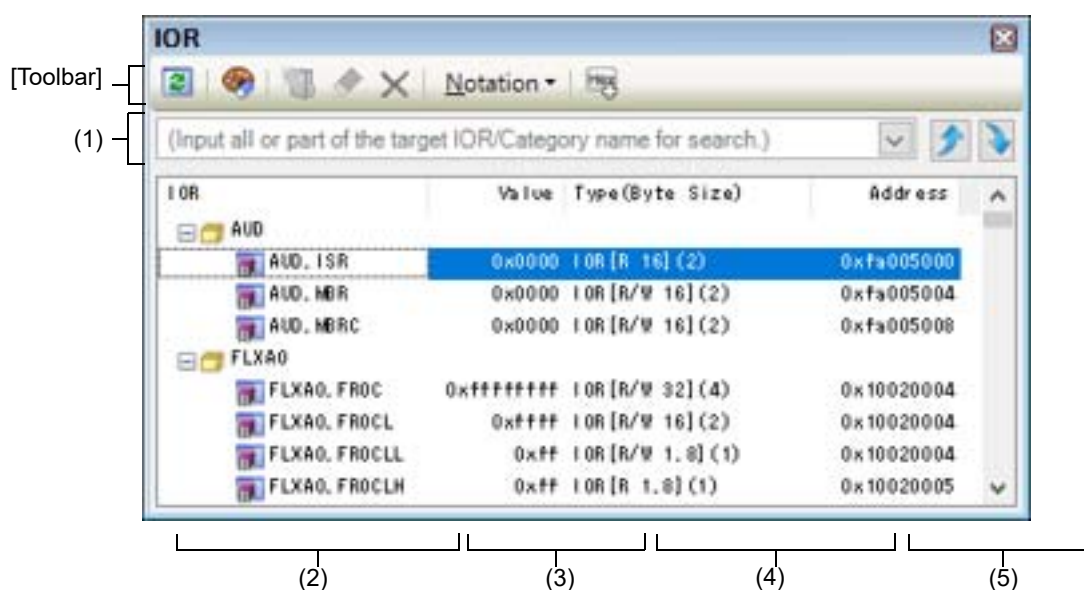 IOR
[Toolbar]
Notation
(1)
(Input all or part of the target IOR/Category name for search.)
IOR Value Type(Byte Size) Address
AUD
AUD.ISR 0x0000 IOR[R 16](2) 0xfa005000
AUD.MBR 0x0000 IOR[R/W 16](2) 0xfa005004
AUD.MBRC 0x0000 IOR[R/W 16](2) 0xfa005008
FLXA0
FLXA0.FROC 0xffffffff IOR[R/W 32](4) 0x10020004
FLXA0.FROCL 0xffff IOR[R/W 16](2) 0x10020004
FLXA0.FROCLL 0xff IOR[R/W 1.8](1) 0x10020004
FLXA0.FROCLH 0xff IOR[R 1.8](1) 0x10020005
(2) (3) (4) (5)